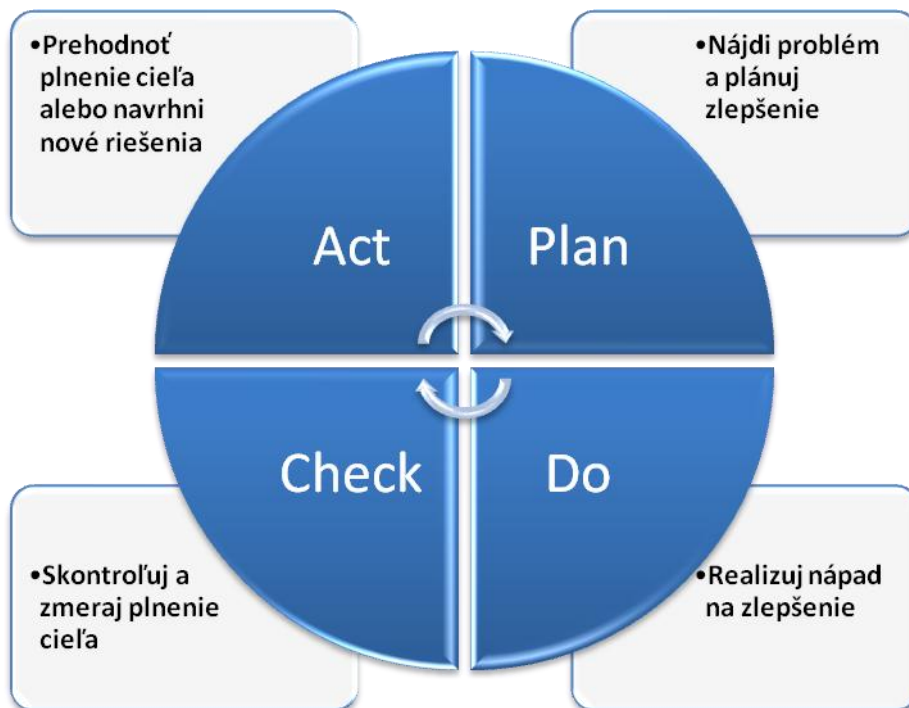 •Prehodnoť
plnenie cieľa
alebo navrhni
nové riešenia
•Nájdi problém
a plánuj
zlepšenie
Act
Plan
Check
Do
•Skontroľuj a
zmeraj plnenie
cieľa
•Realizuj nápad
na zlepšenie